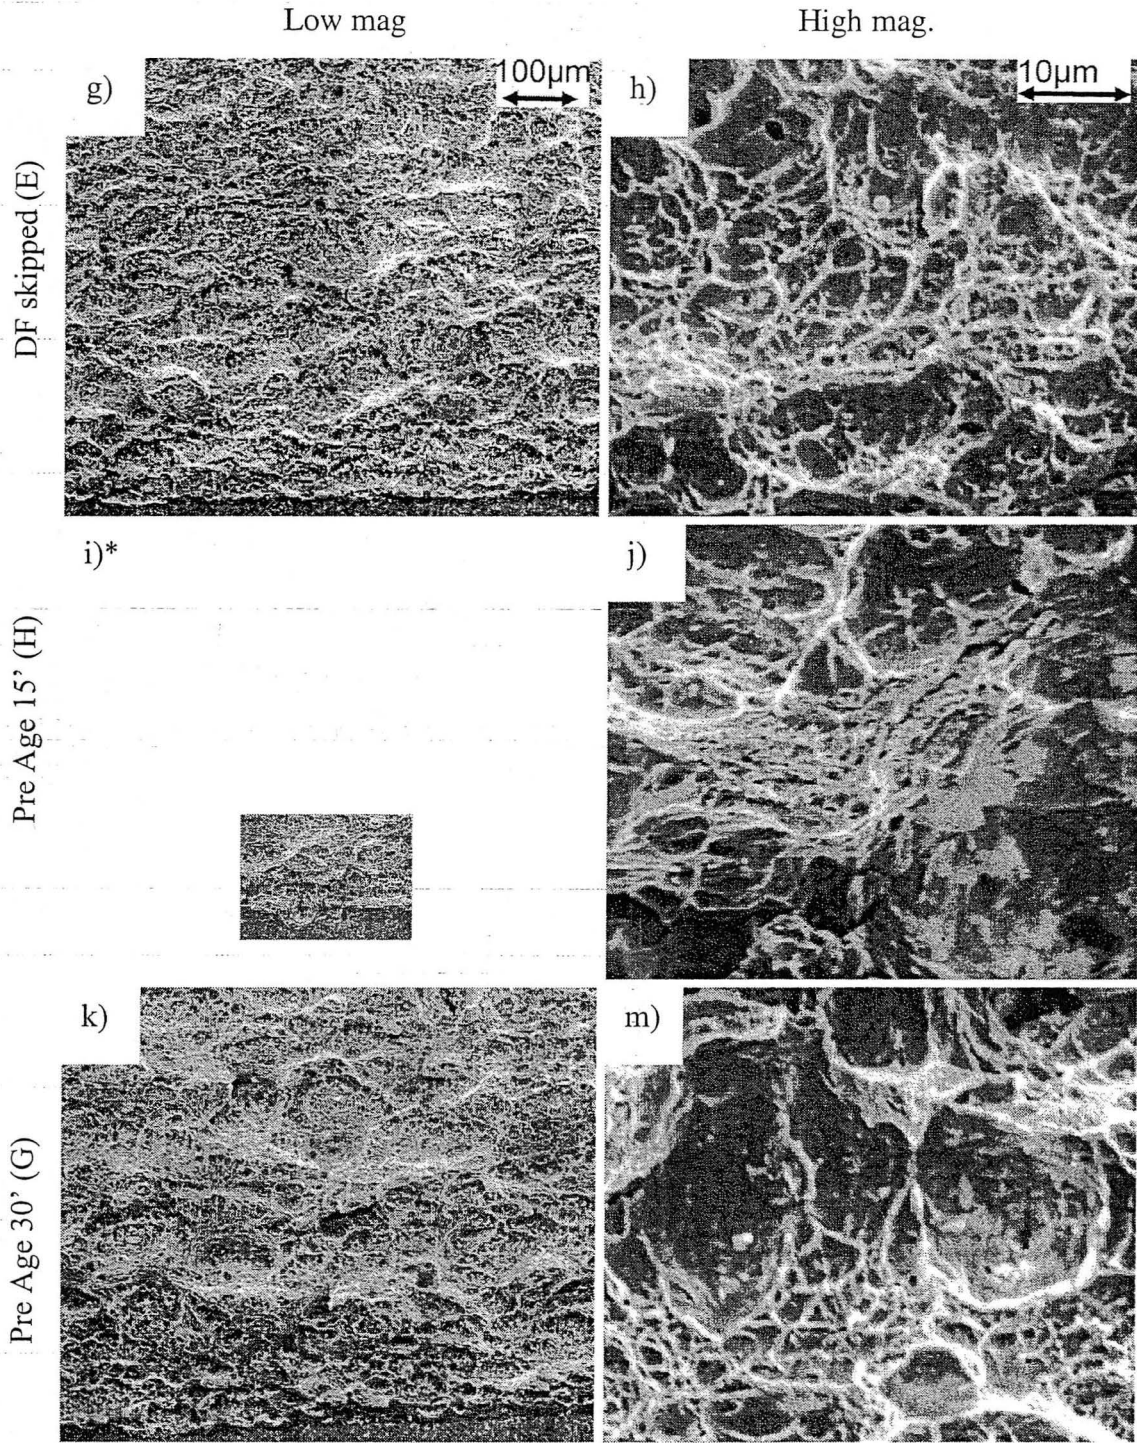 Low mag
High mag.
DF skipped (E)
g)
100µm
h)
10µm
Pre Age 15' (H)
i)*
j)
Pre Age 30' (G)
k)
m)